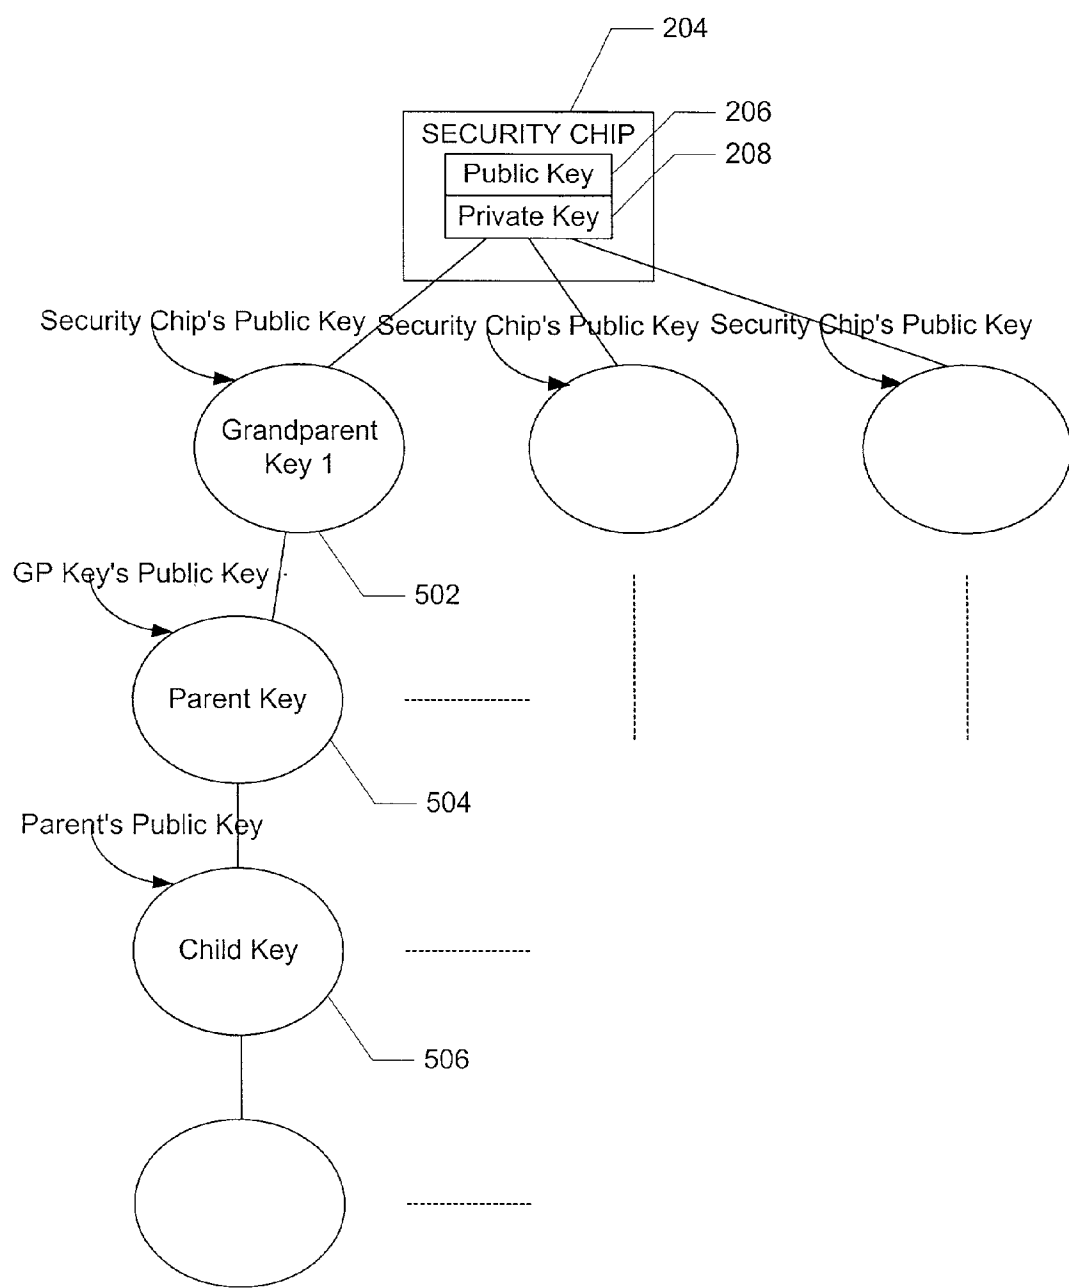 204
206
SECURITY CHIP
208
Public Key
Private Key
Security Chip's Public Key
Security Chip's Public Key
Security Chip's Public Key
Grandparent
Key 1
GP Key's Public Key
502
Parent Key
504
Parent's Public Key
Child Key
506